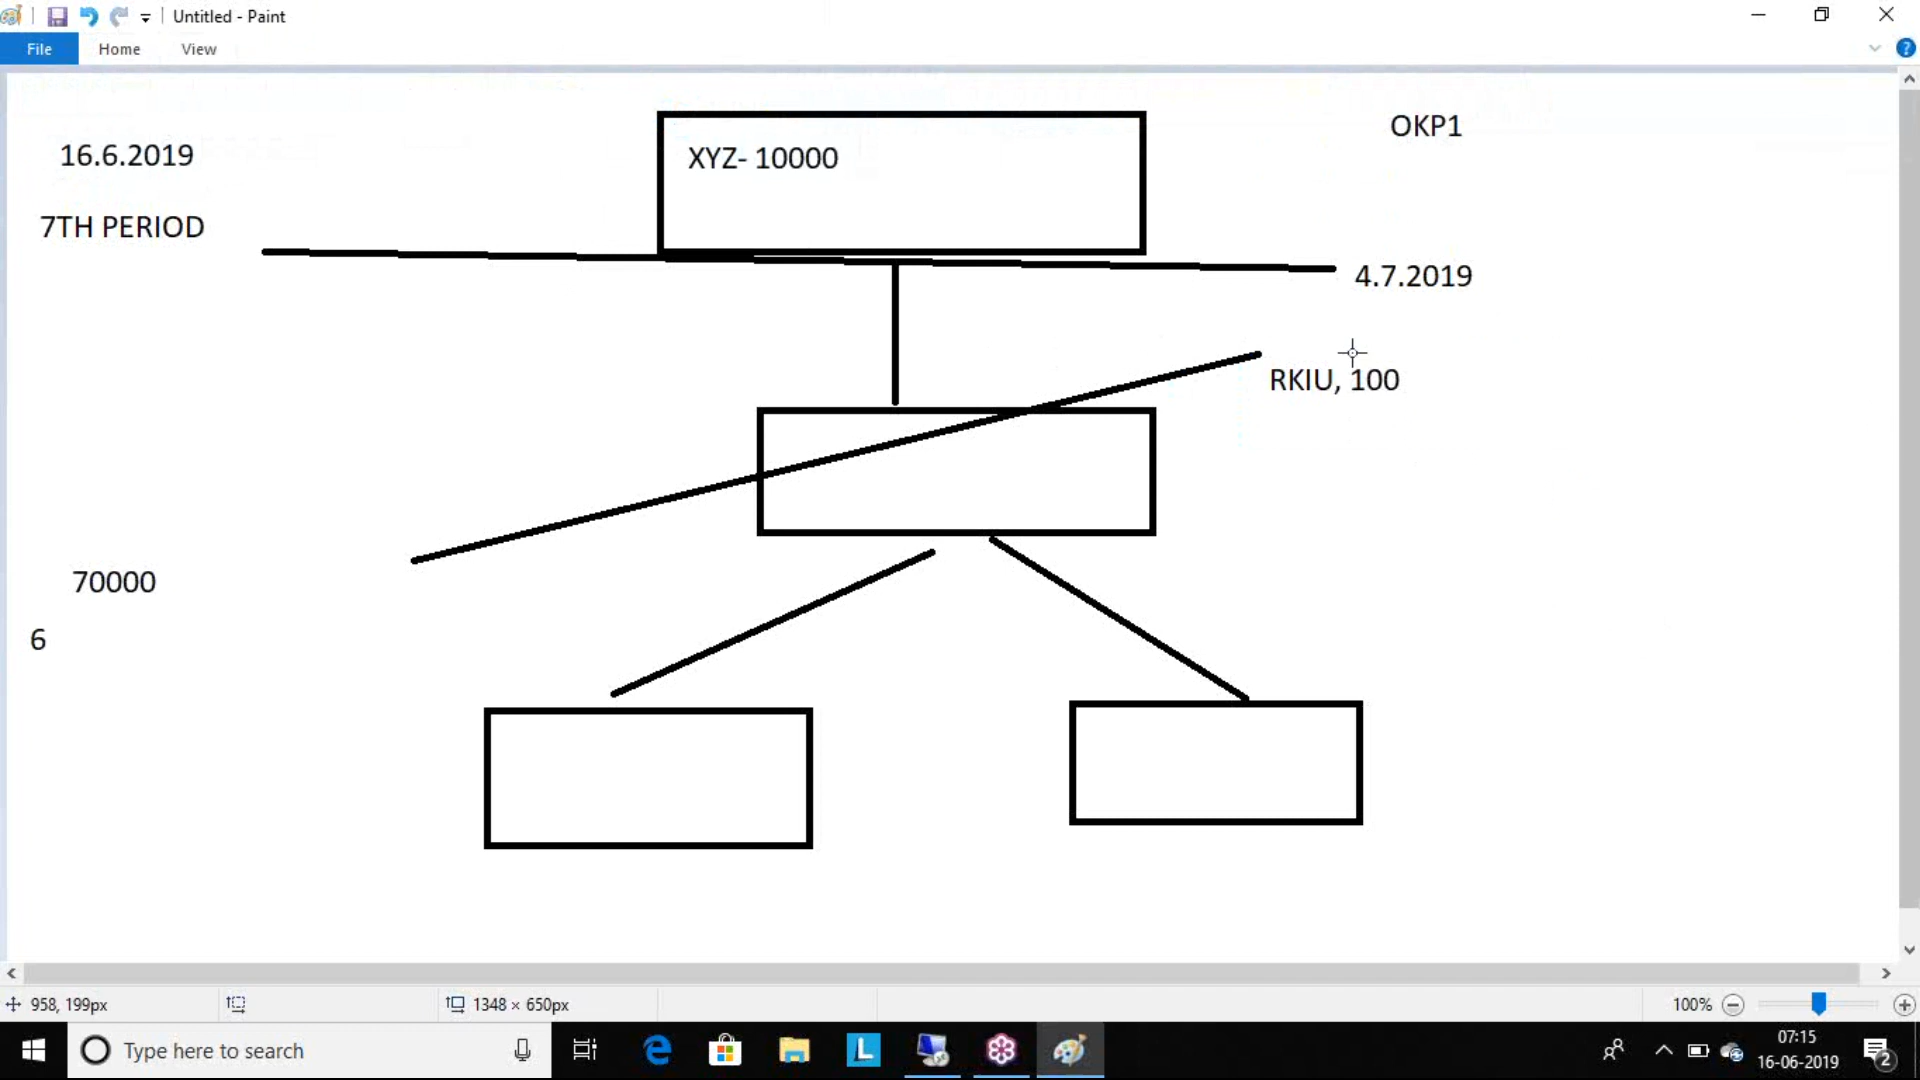 Untitled - Paint
File Home View
OKP1
16.6.2019
XYZ- 10000
7TH PERIOD
4.7.2019
RKIU, 100
70000
6
958, 199px
1348 × 650px
100%
Type here to search
L
07:15
16-06-2019
2